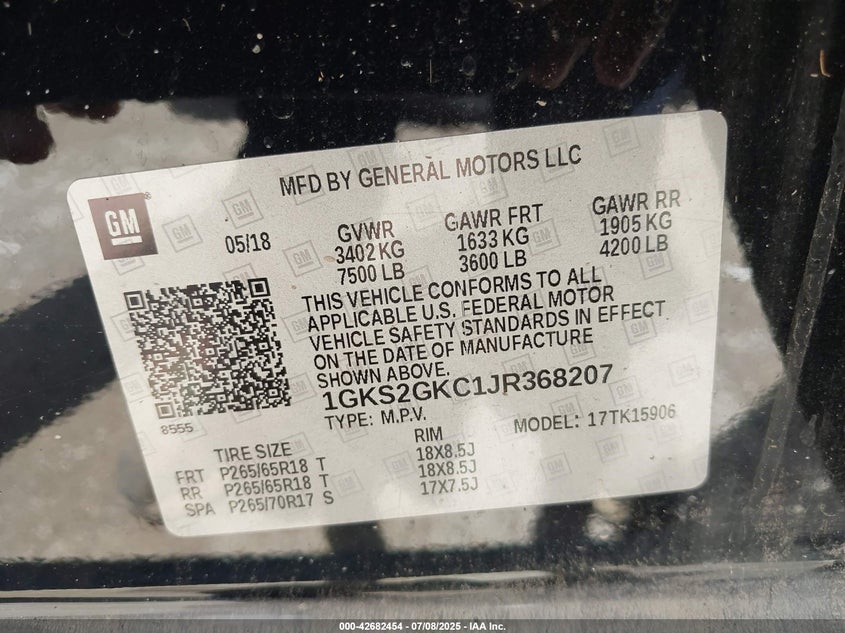 MFD BY GENERAL MOTORS LLC
GM
05/18
GVWR
3402 KG
7500 LB
GAWR FRT
1633 KG
3600 LB
GAWR RR
1905 KG
4200 LB
THIS VEHICLE CONFORMS TO ALL
APPLICABLE U.S. FEDERAL MOTOR
VEHICLE SAFETY STANDARDS IN EFFECT
ON THE DATE OF MANUFACTURE
SHOWN ABOVE.
1GKS2GKC1JR368207
8555
TYPE: M.P.V.
MODEL: 17TK15906
TIRE SIZE
RIM
FRT P265/65R18 T 18X8.5J
RR P265/65R18 T 18X8.5J
SPA P265/70R17 S 17X7.5J
000-42682454 - 07/08/2025 - IAA Inc.